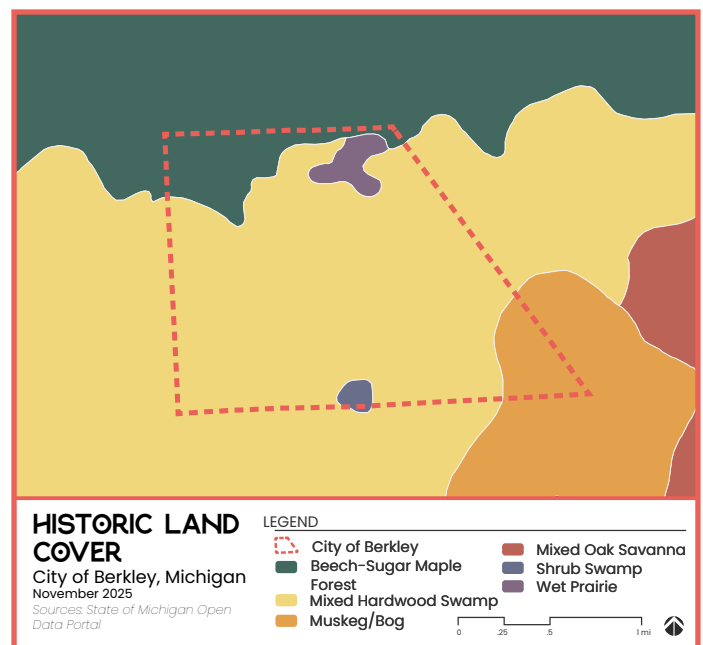 HISTORIC LAND
COVER
City of Berkley, Michigan
November 2025
Sources: State of Michigan Open
Data Portal
LEGEND
City of Berkley
Beech-Sugar Maple
Forest
Mixed Hardwood Swamp
Muskeg/Bog
Mixed Oak Savanna
Shrub Swamp
Wet Prairie
0 .25 .5 1 mi